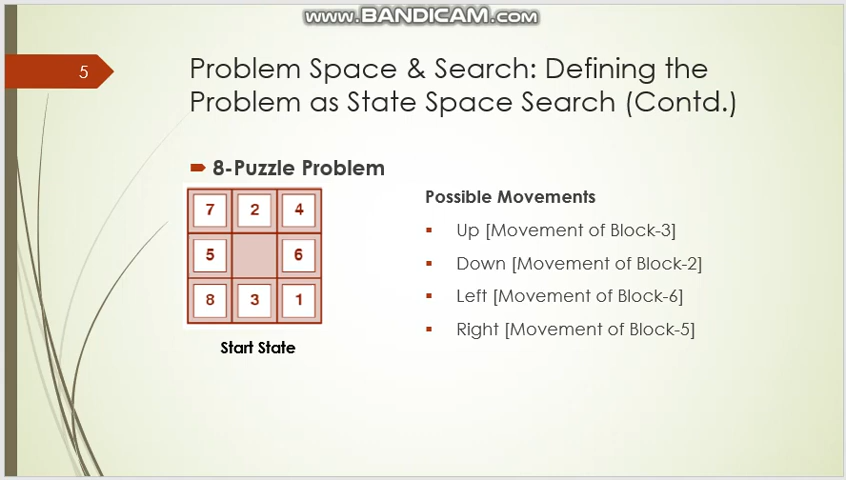 www.BANDICAM.com
5
Problem Space & Search: Defining the
Problem as State Space Search (Contd.)
8-Puzzle Problem
7 2 4
5 6
8 3 1
Start State
Possible Movements
Up [Movement of Block-3]
Down [Movement of Block-2]
Left [Movement of Block-6]
Right [Movement of Block-5]